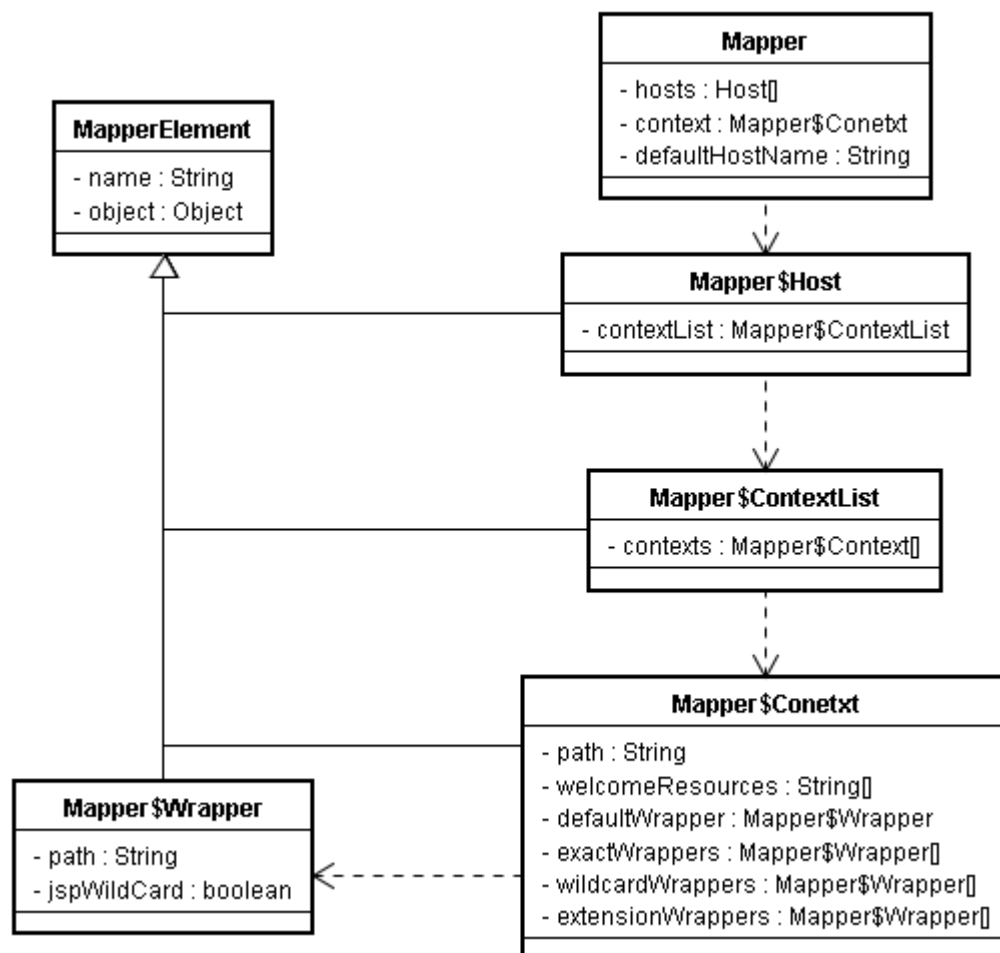 Mapper
- hosts : Host[]
- context : Mapper$Conetxt
- defaultHostName : String
MapperElement
- name : String
- object : Object
Mapper$Host
- contextList : Mapper$ContextList
Mapper$ContextList
- contexts : Mapper$Context[]
Mapper$Conetxt
- path : String
- welcomeResources : String[]
- defaultWrapper : Mapper$Wrapper
- exactWrappers : Mapper$Wrapper[]
- wildcardWrappers : Mapper$Wrapper[]
- extensionWrappers : Mapper$Wrapper[]
Mapper$Wrapper
- path : String
- jspWildCard : boolean